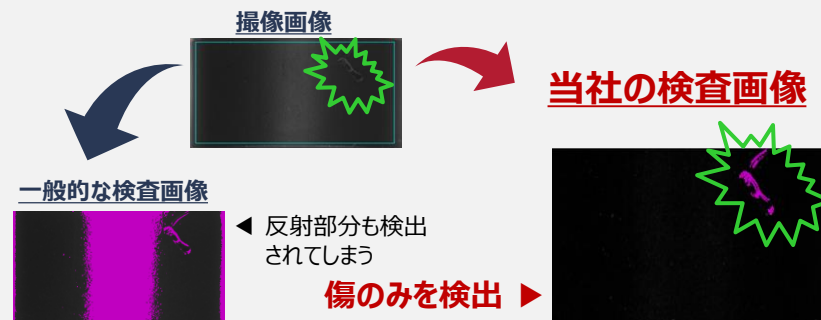 撮像画像
当社の検査画像
一般的な検査画像
◀ 反射部分も検出
されてしまう
傷のみを検出 ▶